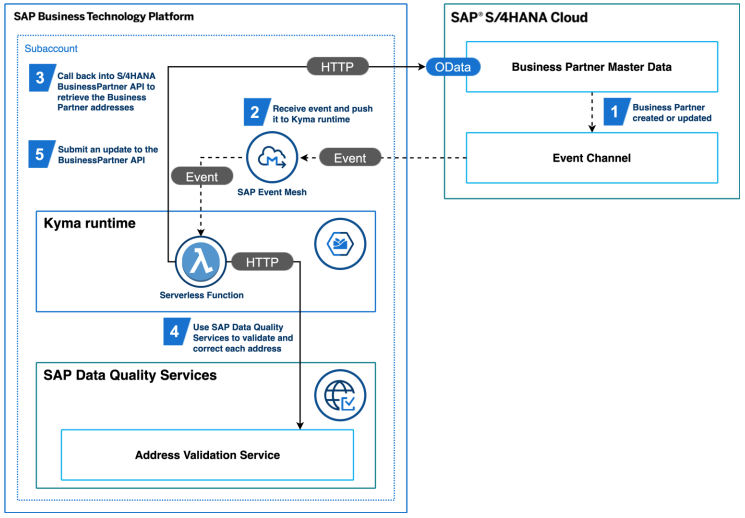 SAP Business Technology Platform
Subaccount
3
Call back into S/4HANA
BusinessPartner API to
retrieve the Business
Partner addresses
5
Submit an update to the
BusinessPartner API
2
Receive event and push
it to Kyma runtime
HTTP
OData
SAP® S/4HANA Cloud
Business Partner Master Data
1
Business Partner
created or updated
Event Channel
Event
SAP Event Mesh
Event
Kyma runtime
λ
HTTP
Serverless Function
4
Use SAP Data Quality
Services to validate and
correct each address
SAP Data Quality Services
Address Validation Service